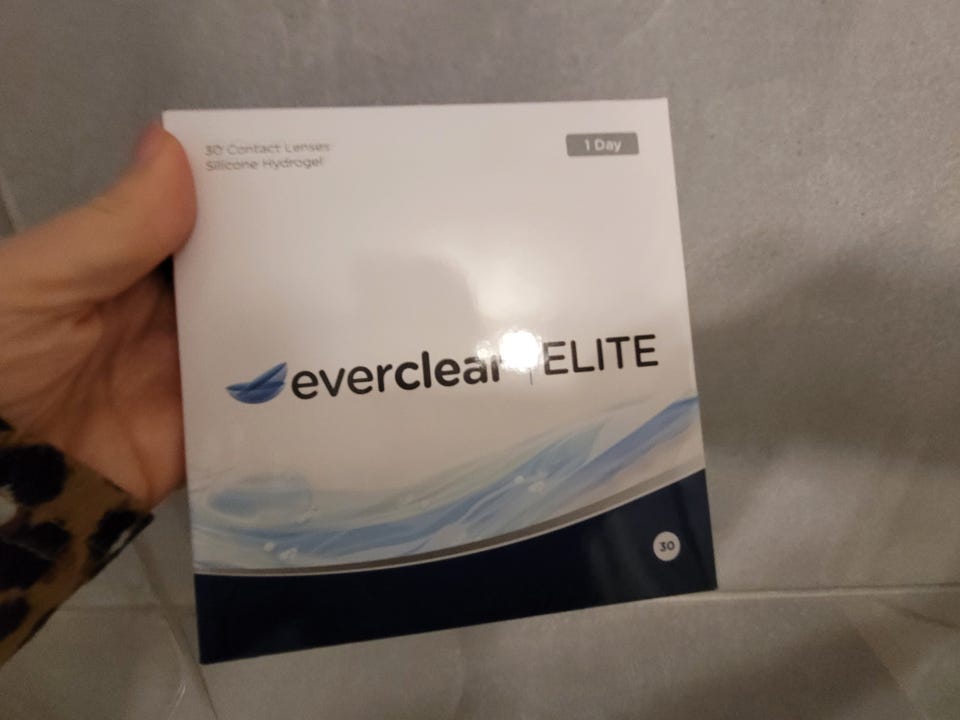 30 Contact Lenses
Silicone Hydrogel
1 Day
everclear ELITE
30